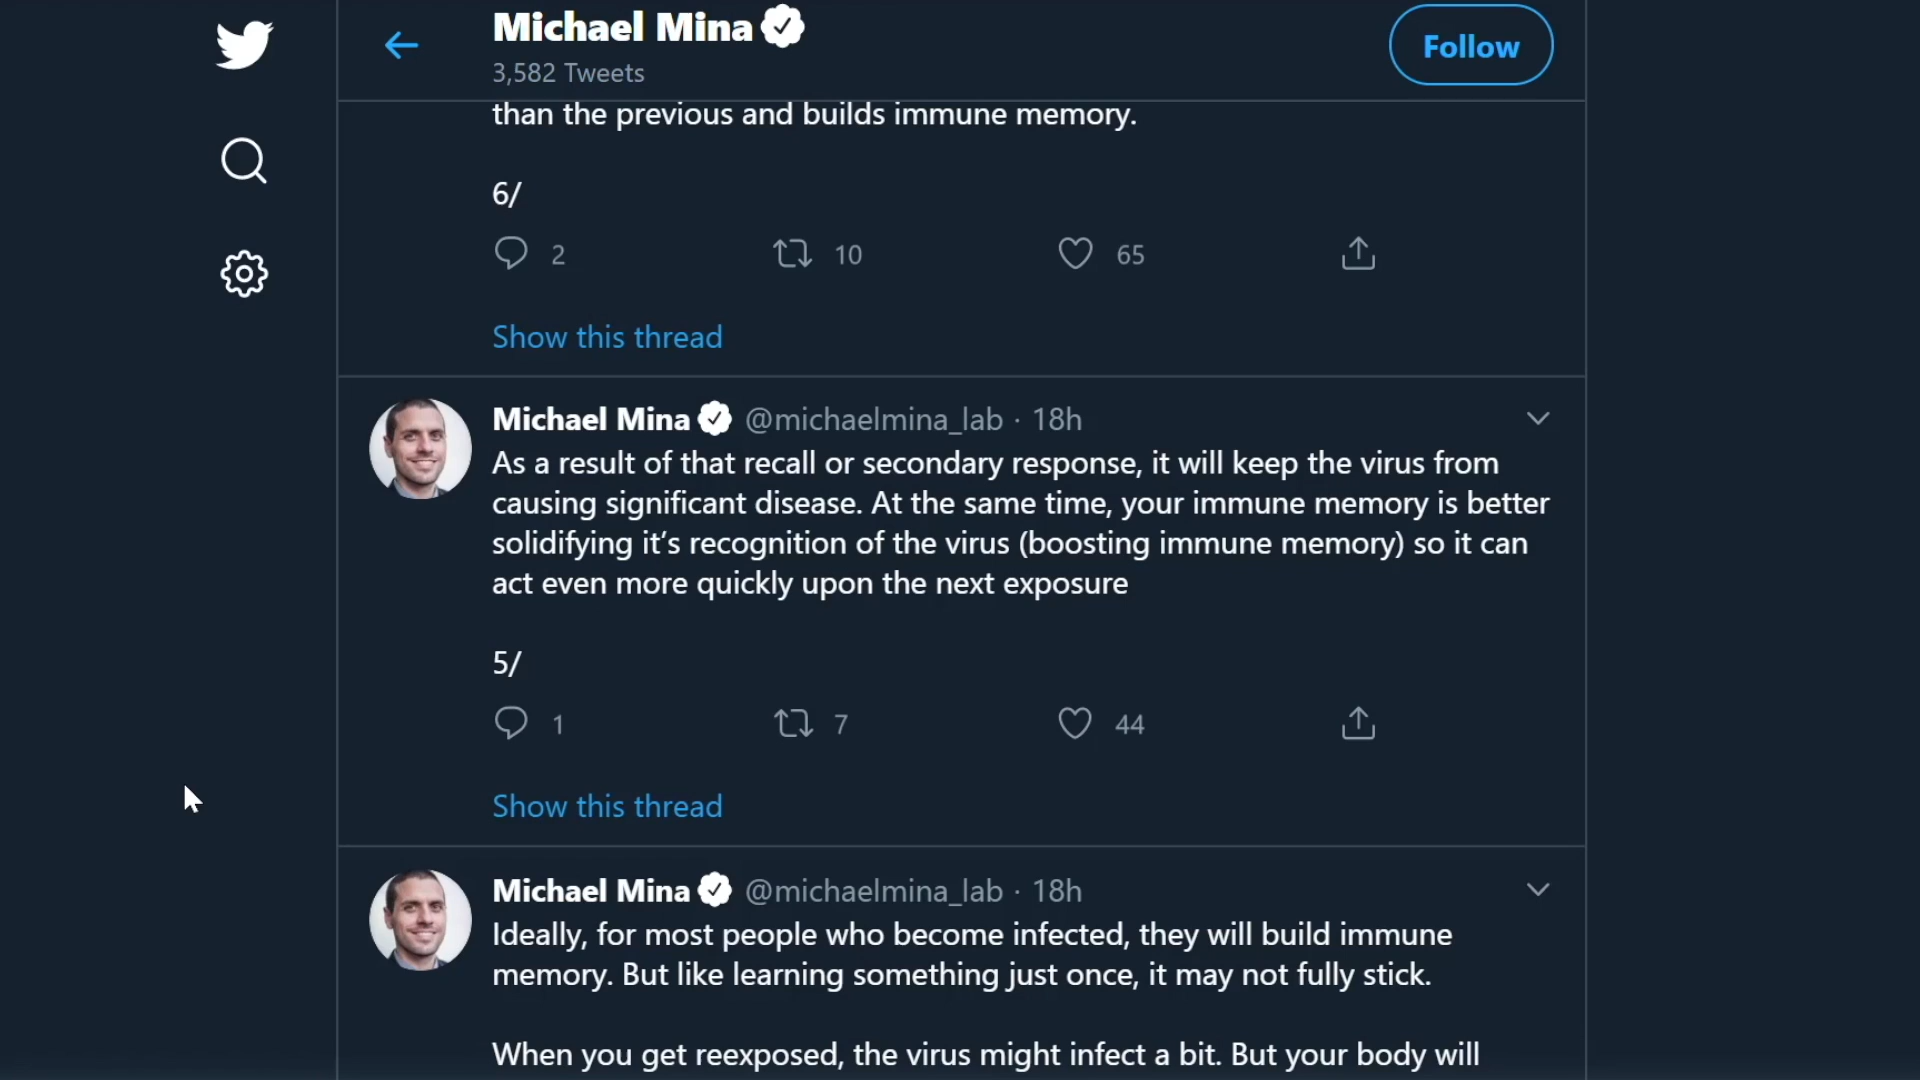 Michael Mina
3,582 Tweets
Follow
than the previous and builds immune memory.
6/
2 10 65
Show this thread
Michael Mina @michaelmina_lab · 18h
As a result of that recall or secondary response, it will keep the virus from
causing significant disease. At the same time, your immune memory is better
solidifying it's recognition of the virus (boosting immune memory) so it can
act even more quickly upon the next exposure
5/
1 7 44
Show this thread
Michael Mina @michaelmina_lab · 18h
Ideally, for most people who become infected, they will build immune
memory. But like learning something just once, it may not fully stick.
When you get reexposed, the virus might infect a bit. But your body will